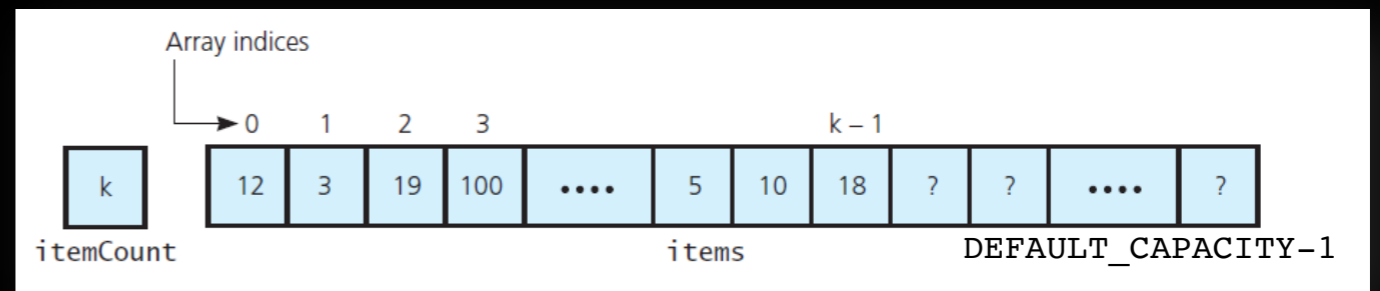 Array indices
0 1 2 3 k – 1
k 12 3 19 100 •••• 5 10 18 ? ? •••• ?
itemCount items DEFAULT_CAPACITY-1